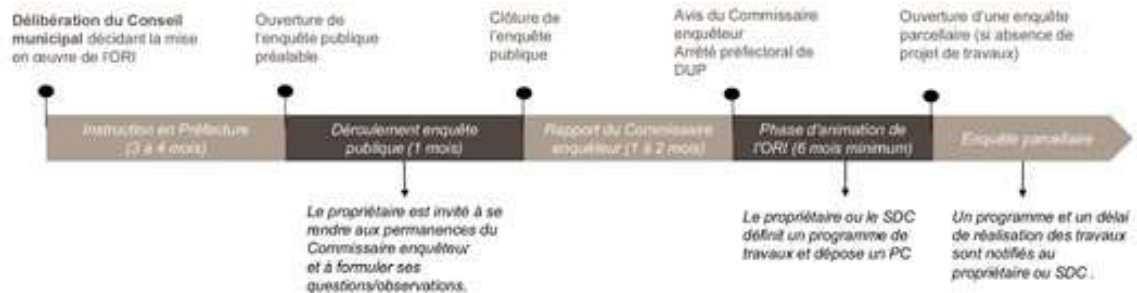 Délibération du Conseil
municipal décidant la mise
en œuvre de l'ORI
Ouverture de
l'enquête publique
préalable
Clôture de
l'enquête
publique
Avis du Commissaire
enquêteur
Arrêté préfectoral de
DUP
Ouverture d'une enquête
parcellaire (si absence de
projet de travaux)
Instruction en Préfecture
(3 à 4 mois)
Déroulement enquête
publique (1 mois)
Rapport du Commissaire
enquêteur (1 à 2 mois)
Phase d'animation de
l'ORI (6 mois minimum)
Enquête parcellaire
Le propriétaire est invité à se
rendre aux permanences du
Commissaire enquêteur
et à formuler ses
questions/observations.
Le propriétaire ou le SDC
définit un programme de
travaux et dépose un PC
Un programme et un délai
de réalisation des travaux
sont notifiés au
propriétaire ou SDC .